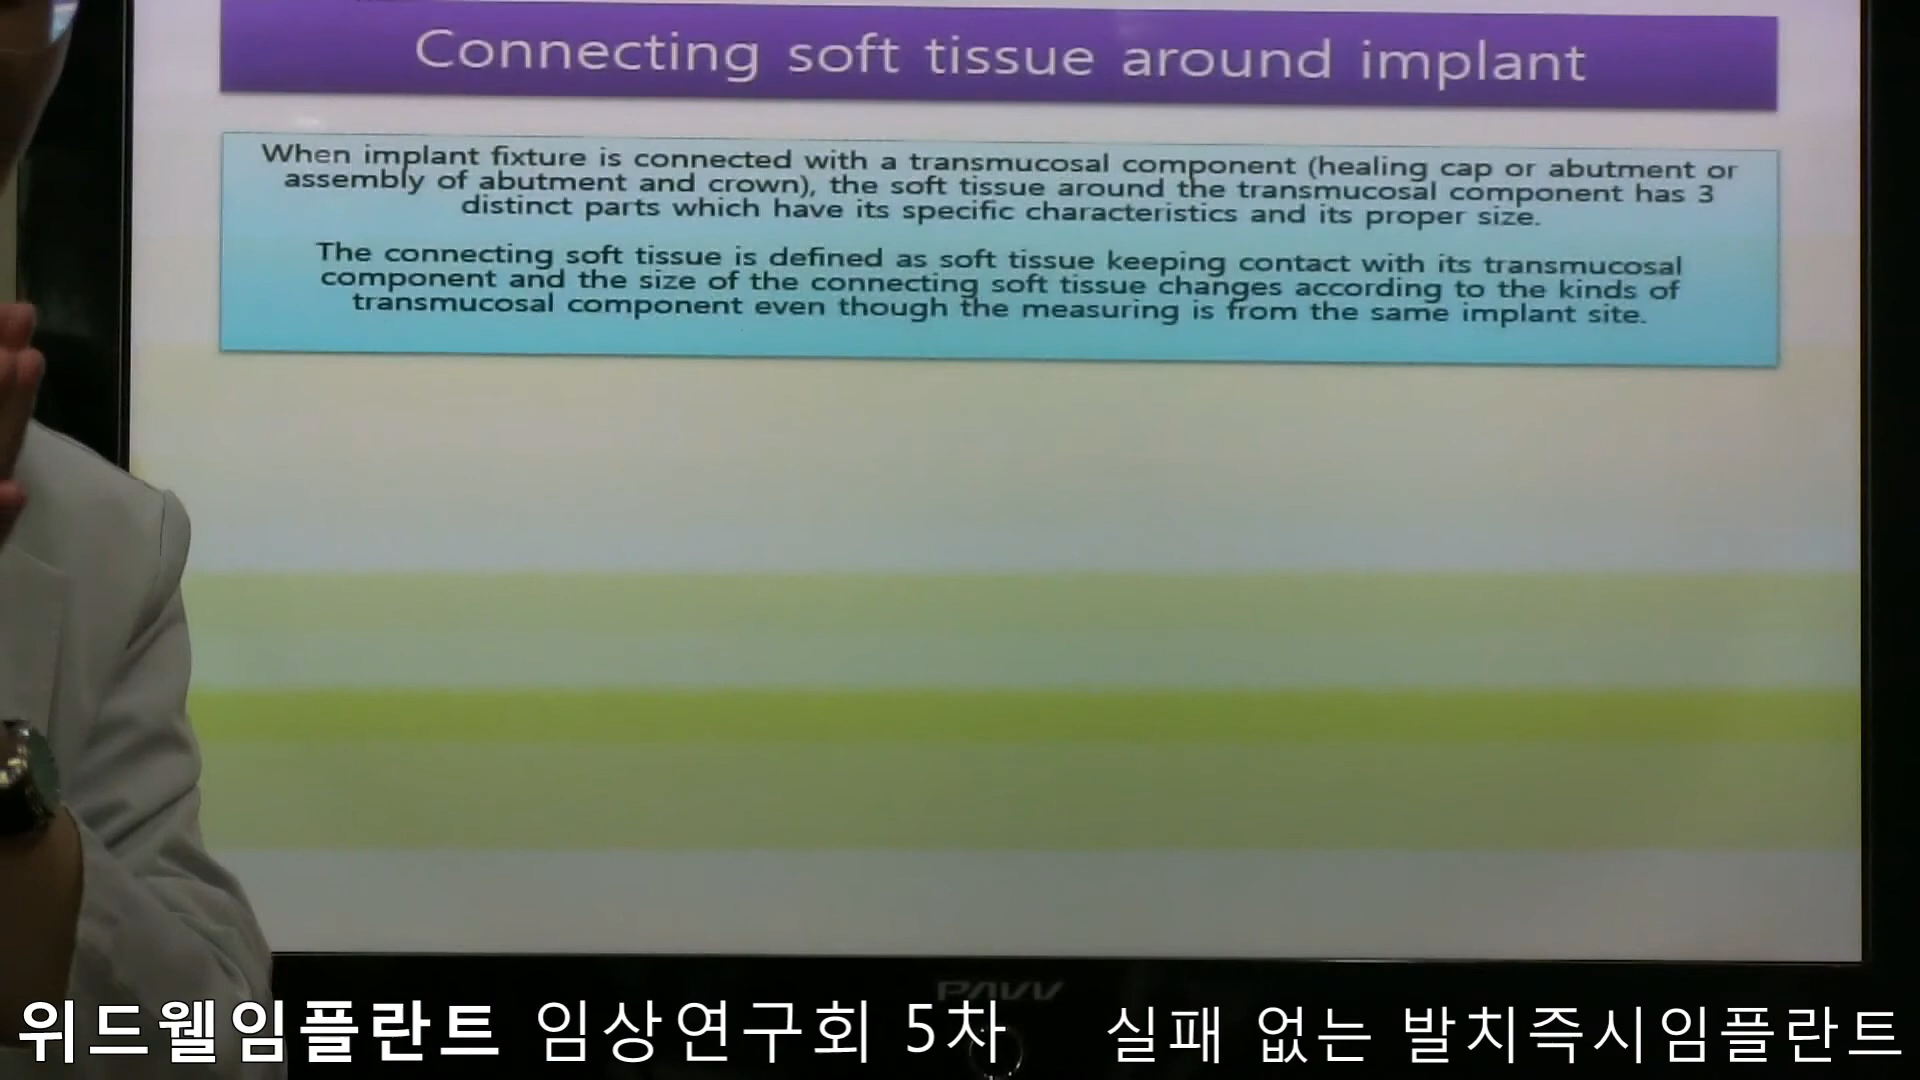 Connecting soft tissue around implant
When implant fixture is connected with a transmucosal component (healing cap or abutment or
assembly of abutment and crown), the soft tissue around the transmucosal component has 3
distinct parts which have its specific characteristics and its proper size.
The connecting soft tissue is defined as soft tissue keeping contact with its transmucosal
component and the size of the connecting soft tissue changes according to the kinds of
transmucosal component even though the measuring is from the same implant site.
PAVV
위드웰임플란트 임상연구회 5차 실패 없는 발치즉시임플란트